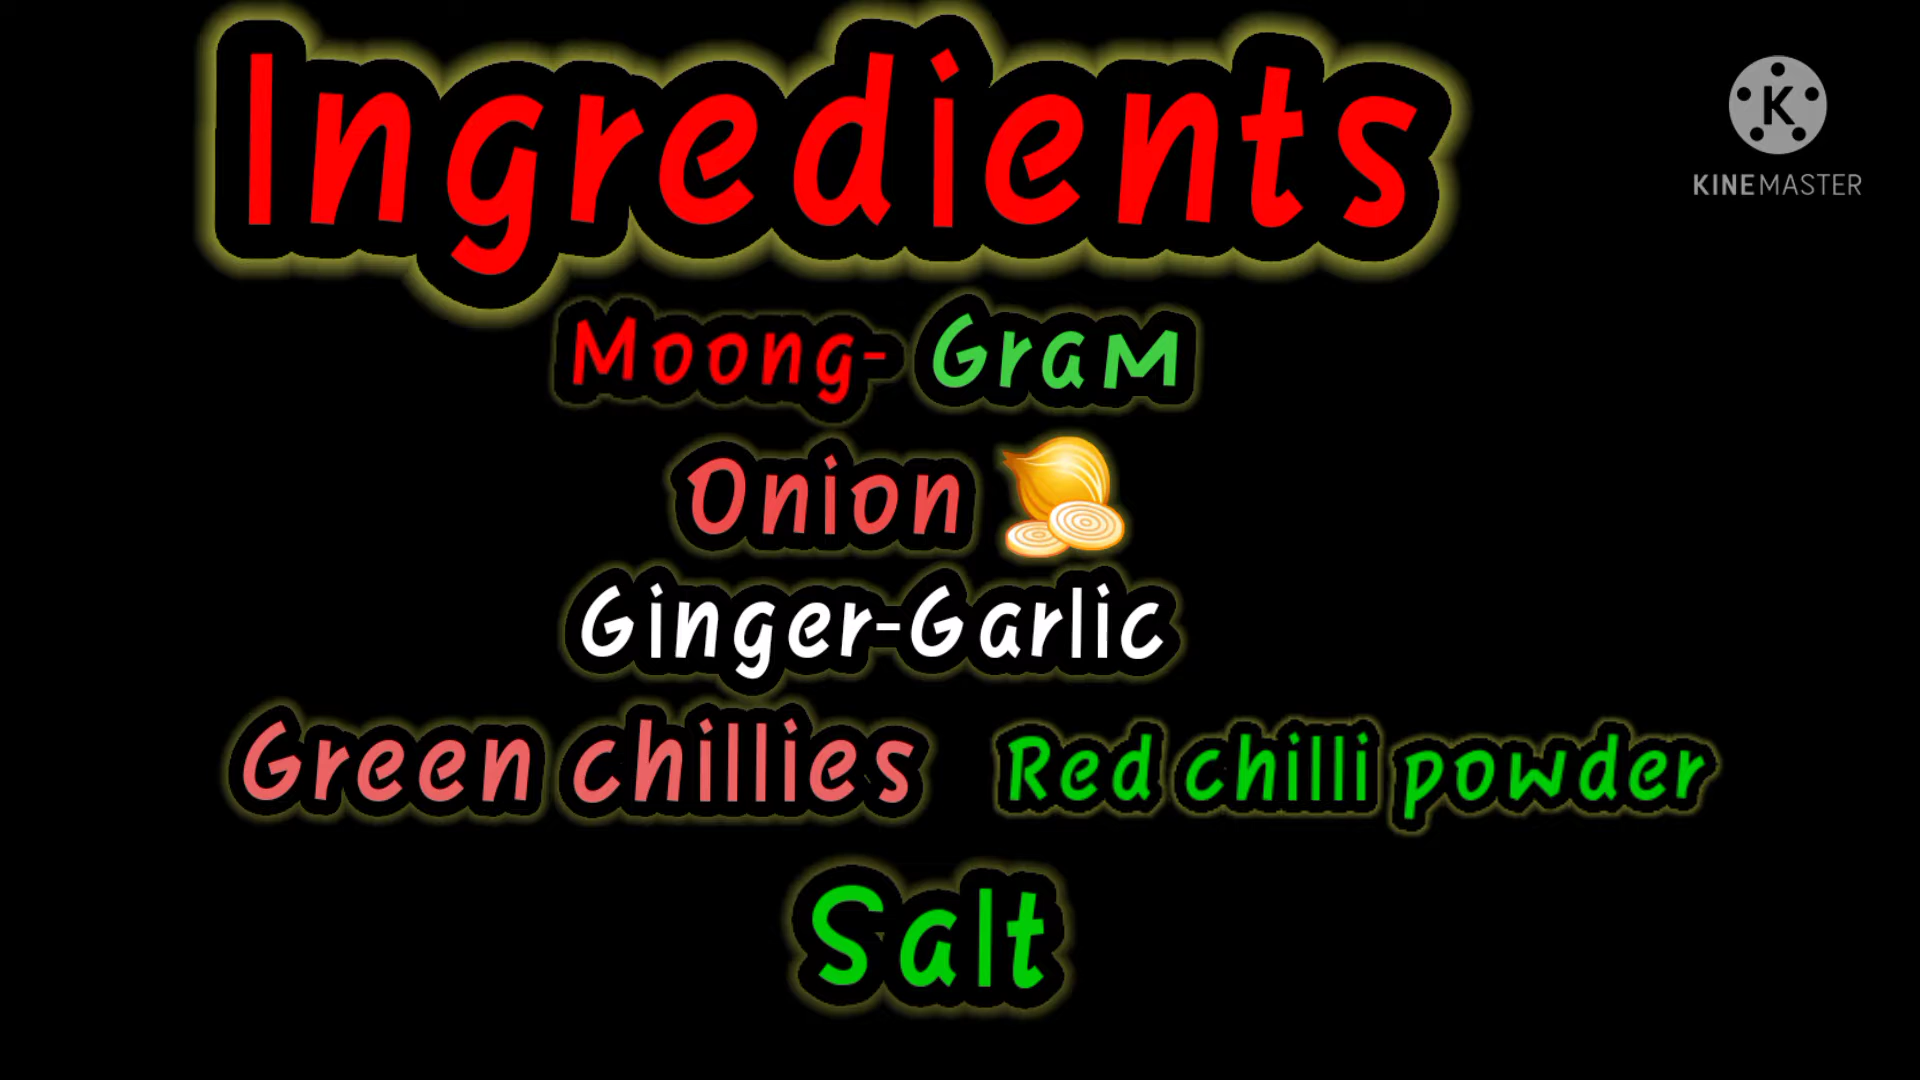 Ingredients
K
KINEMASTER
Moong- Gram
Onion
Ginger-Garlic
Green chillies Red chilli powder
Salt